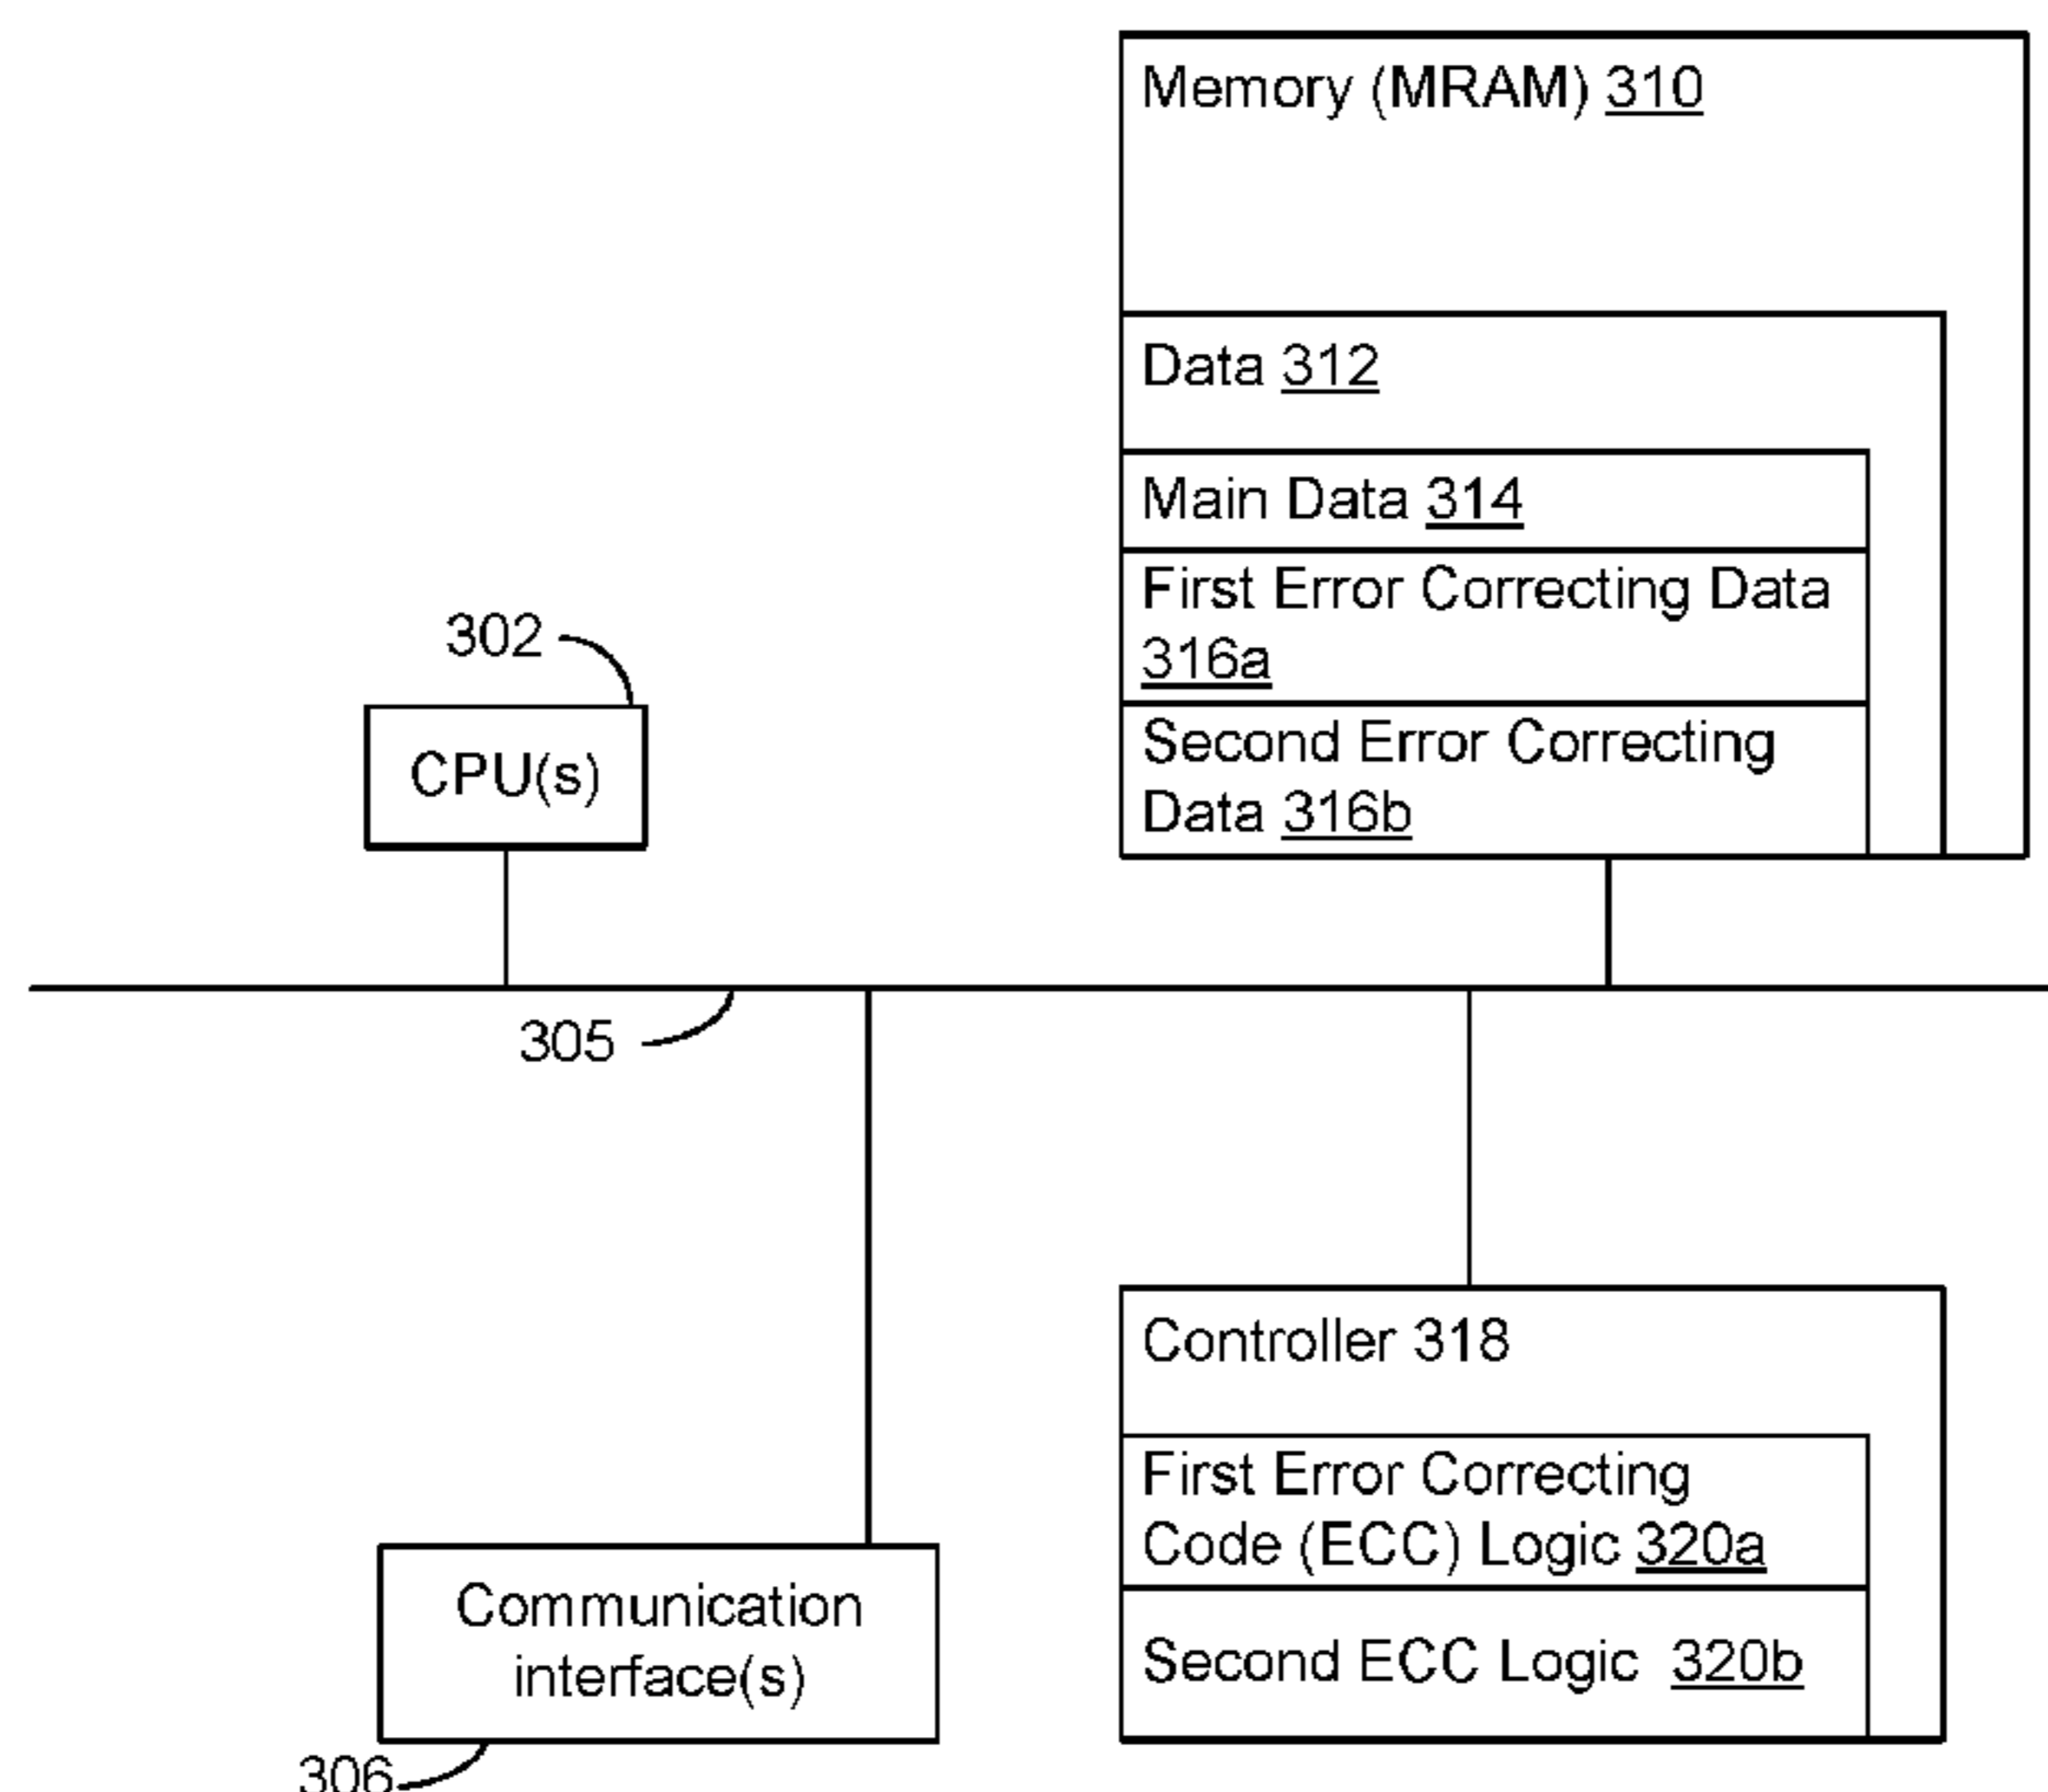 Memory (MRAM) 310
Data 312
Main Data 314
First Error Correcting Data
316a
Second Error Correcting
Data 316b
302
CPU(s)
305
Controller 318
First Error Correcting
Code (ECC) Logic 320a
Second ECC Logic 320b
Communication
interface(s)
306